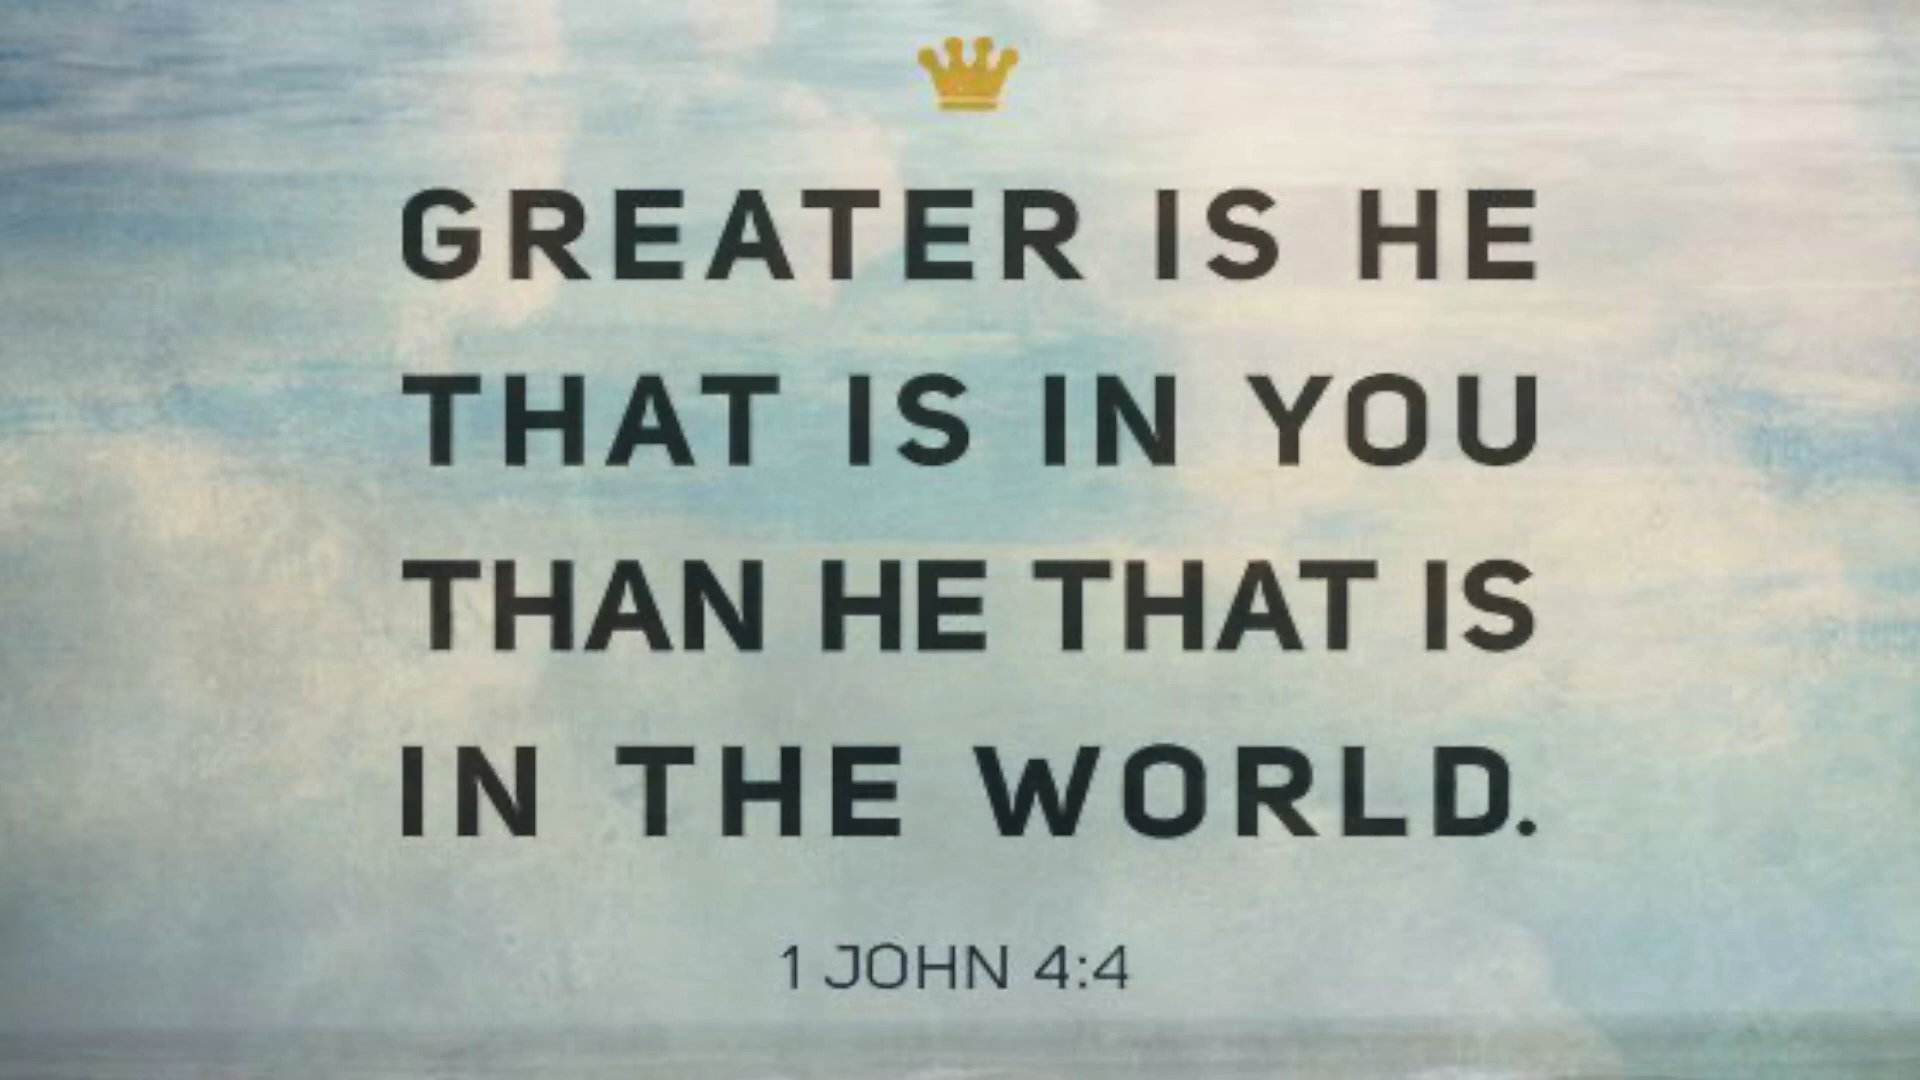 GREATER IS HE
THAT IS IN YOU
THAN HE THAT IS
IN THE WORLD.
1 JOHN 4:4